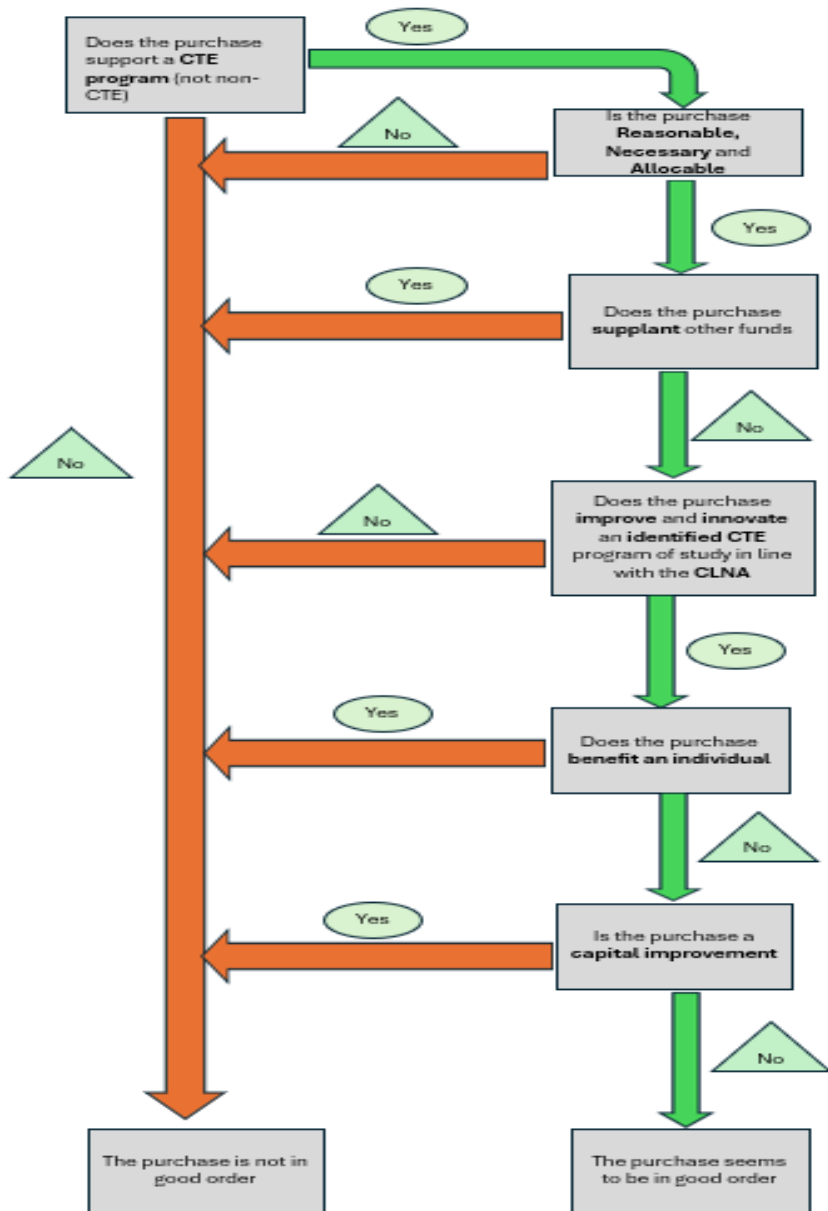 Does the purchase
support a CTE
program (not non-
CTE)
Yes
Is the purchase
Reasonable,
Necessary and
Allocable
No
Yes
Does the purchase
supplant other funds
Yes
No
No
Does the purchase
improve and innovate
an identified CTE
program of study in line
with the CLNA
No
Yes
Does the purchase
benefit an individual
Yes
No
Is the purchase a
capital improvement
Yes
No
The purchase is not in
good order
The purchase seems
to be in good order